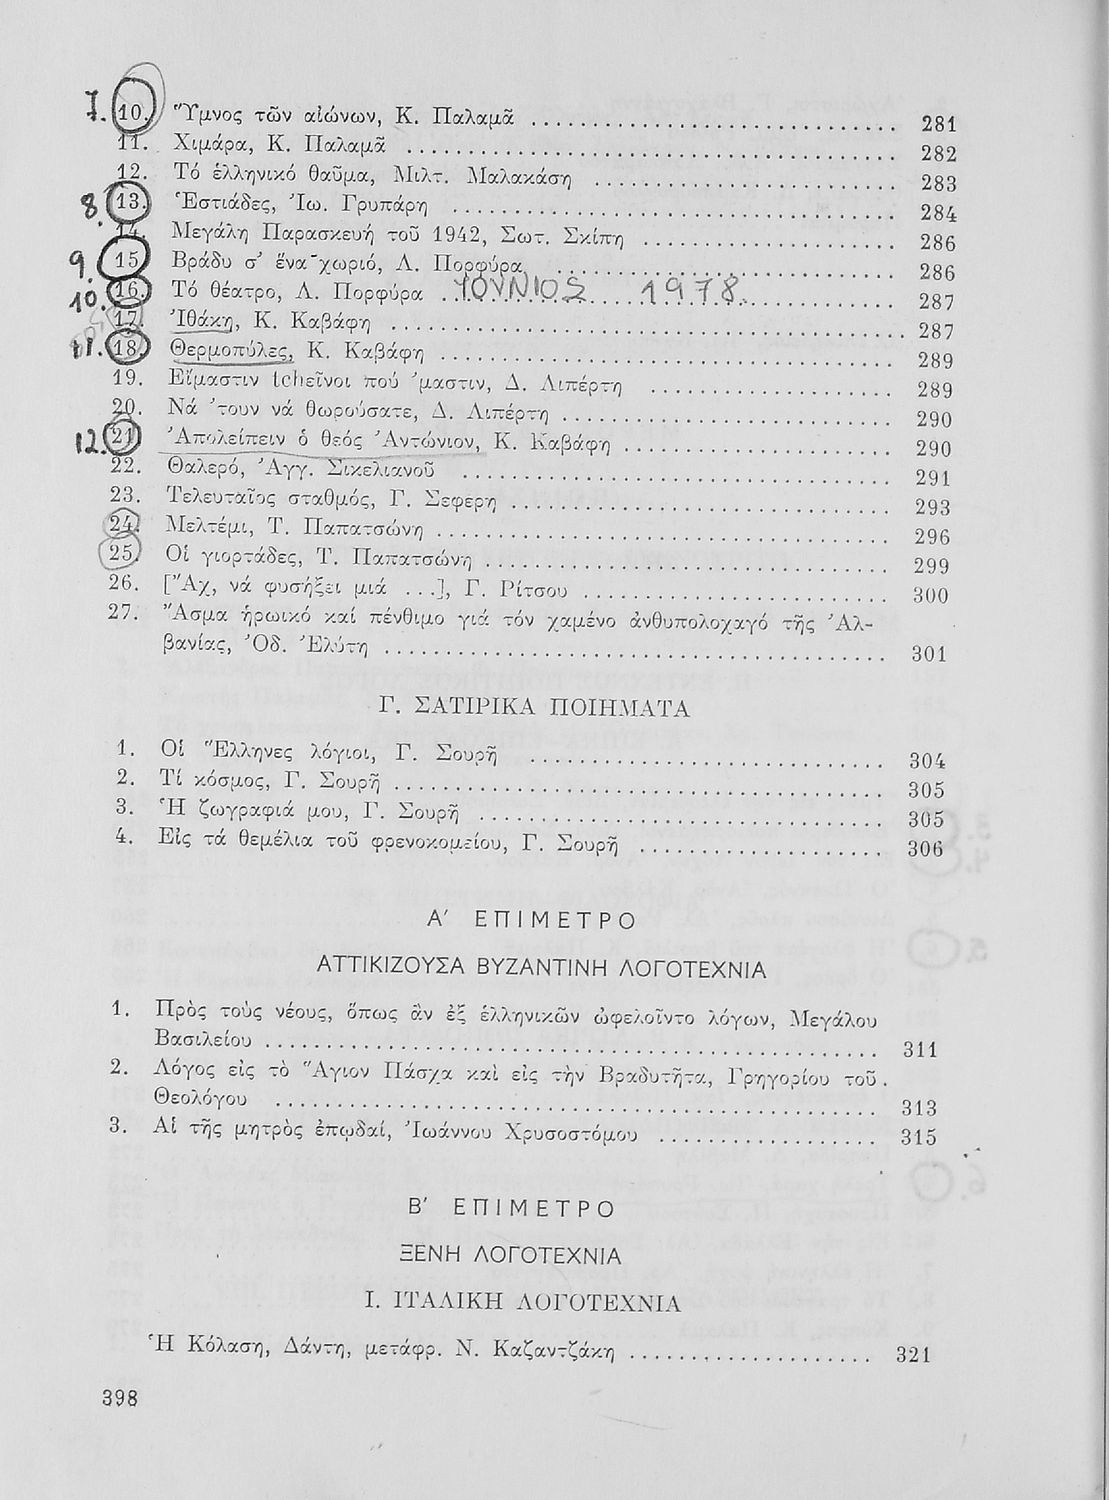 7. 10. Ὕμνος τῶν αἰώνων, Κ. Παλαμᾶ ........ 281
11. Χιμάρα, Κ. Παλαμᾶ ........ 282
12. Τό ἑλληνικό θαῦμα, Μιλτ. Μαλακάση ........ 283
8. 13. Ἑστιάδες, Ἰω. Γρυπάρη ........ 284
14. Μεγάλη Παρασκευή τοῦ 1942, Σωτ. Σκίπη ........ 286
9. 15. Βράδυ σ' ἕνα χωριό, Λ. Πορφύρα ........ 286
10. 16. Τό θέατρο, Λ. Πορφύρα ........ 287
ΙΟΥΝΙΟΣ 1978
17. Ἰθάκη, Κ. Καβάφη ........ 287
11. 18. Θερμοπύλες, Κ. Καβάφη ........ 289
19. Εἴμαστιν tcheῖνοι πού 'μαστιν, Δ. Λιπέρτη ........ 289
20. Νά 'τουν νά θωρούσατε, Δ. Λιπέρτη ........ 290
12. 21. Ἀπολείπειν ὁ θεός Ἀντώνιον, Κ. Καβάφη ........ 290
22. Θαλερό, Ἀγγ. Σικελιανοῦ ........ 291
23. Τελευταῖος σταθμός, Γ. Σεφέρη ........ 293
24. Μελτέμι, Τ. Παπατσώνη ........ 296
25. Οἱ γιορτάδες, Τ. Παπατσώνη ........ 299
26. [Ἄχ, νά φυσήξει μιά ...], Γ. Ρίτσου ........ 300
27. Ἄσμα ἡρωικό καί πένθιμο γιά τόν χαμένο ἀνθυπολοχαγό τῆς Ἀλ-
βανίας, Ὀδ. Ἐλύτη ........ 301
Γ. ΣΑΤΙΡΙΚΑ ΠΟΙΗΜΑΤΑ
1. Οἱ Ἕλληνες λόγιοι, Γ. Σουρῆ ........ 304
2. Τί κόσμος, Γ. Σουρῆ ........ 305
3. Ἡ ζωγραφιά μου, Γ. Σουρῆ ........ 305
4. Εἰς τά θεμέλια τοῦ φρενοκομείου, Γ. Σουρῆ ........ 306
Α' ΕΠΙΜΕΤΡΟ
ΑΤΤΙΚΙΖΟΥΣΑ ΒΥΖΑΝΤΙΝΗ ΛΟΓΟΤΕΧΝΙΑ
1. Πρὸς τοὺς νέους, ὅπως ἂν ἐξ ἑλληνικῶν ὠφελοῖντο λόγων, Μεγάλου
Βασιλείου ........ 311
2. Λόγος εἰς τὸ Ἅγιον Πάσχα καὶ εἰς τὴν Βραδυτῆτα, Γρηγορίου τοῦ
Θεολόγου ........ 313
3. Αἱ τῆς μητρὸς ἐπῳδαί, Ἰωάννου Χρυσοστόμου ........ 315
Β' ΕΠΙΜΕΤΡΟ
ΞΕΝΗ ΛΟΓΟΤΕΧΝΙΑ
Ι. ΙΤΑΛΙΚΗ ΛΟΓΟΤΕΧΝΙΑ
Ἡ Κόλαση, Δάντη, μετάφρ. Ν. Καζαντζάκη ........ 321
398